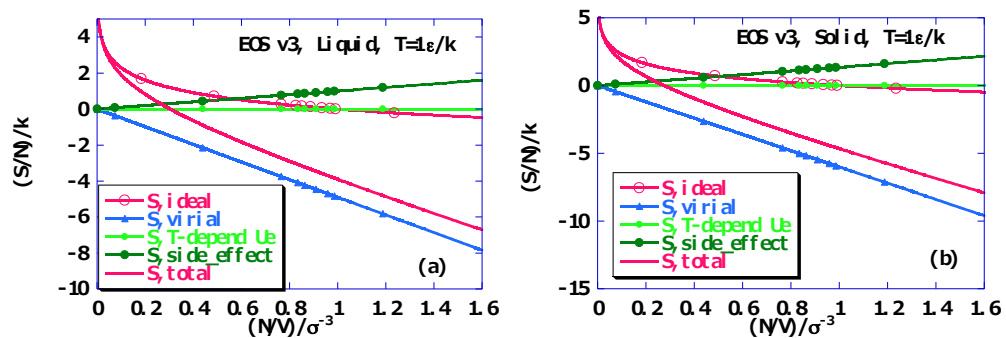 EOS v3, Liquid, T=1ε/k
(S/N)/k
4
2
0
-2
-4
-6
-8
-10
S, ideal
S, virial
S, T-depend Ue
S, side_effect
S, total
(a)
0 0.2 0.4 0.6 0.8 1 1.2 1.4 1.6
(N/V)/σ⁻³
EOS v3, Solid, T=1ε/k
(S/N)/k
5
0
-5
-10
-15
S, ideal
S, virial
S, T-depend Ue
S, side_effect
S, total
(b)
0 0.2 0.4 0.6 0.8 1 1.2 1.4 1.6
(N/V)/σ⁻³